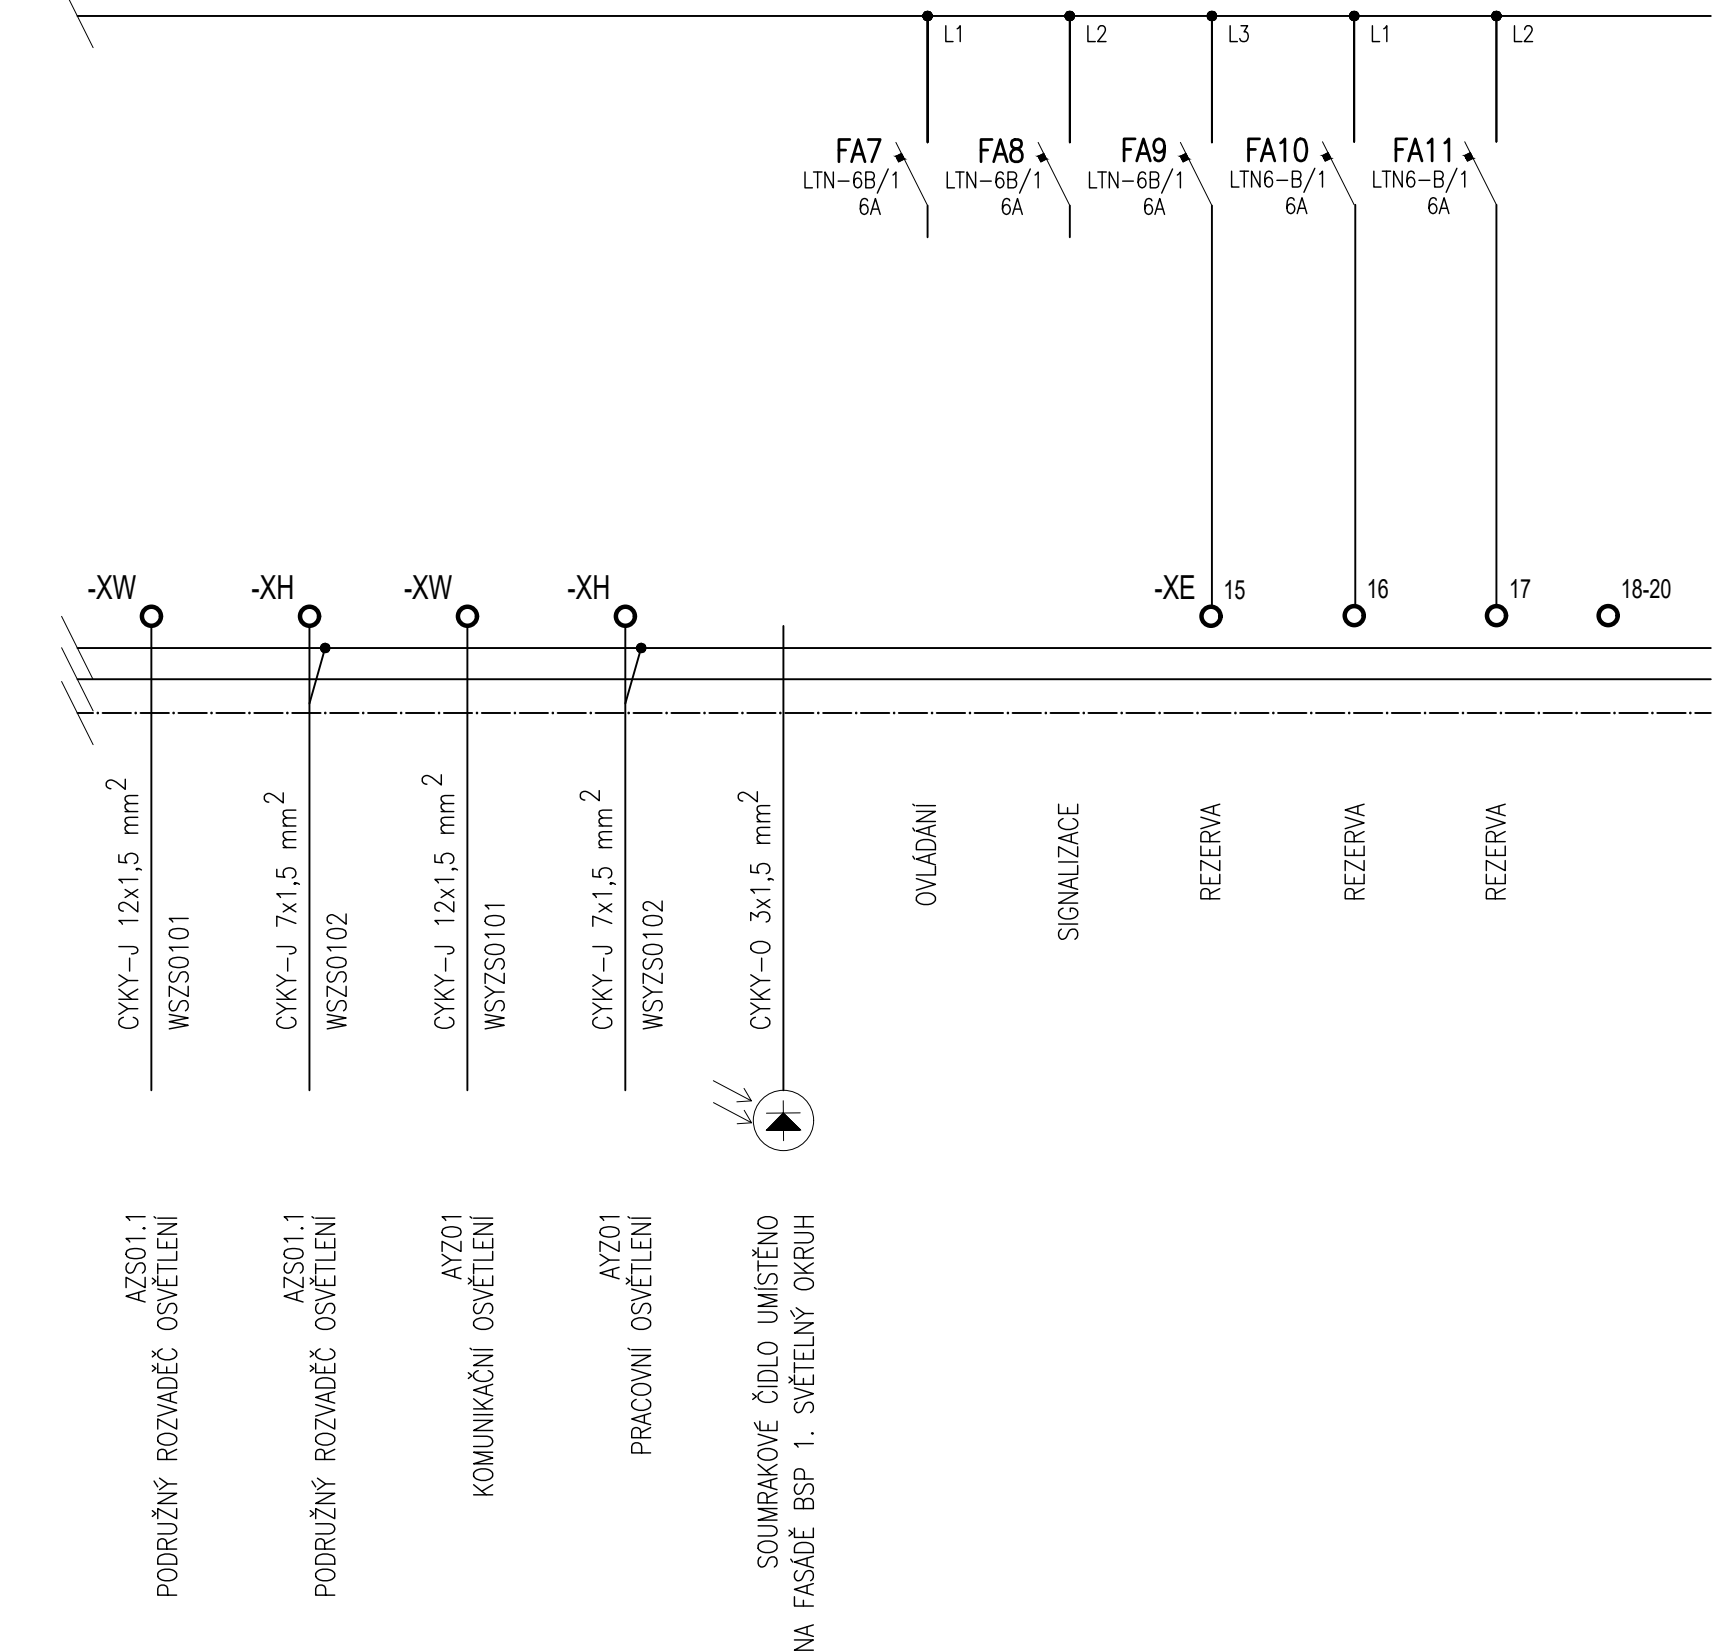 L1
L2
L3
L1
L2
FA7
LTN-6B/1
6A
FA8
LTN-6B/1
6A
FA9
LTN-6B/1
6A
FA10
LTN6-B/1
6A
FA11
LTN6-B/1
6A
-XW
-XH
-XW
-XH
-XE
15
16
17
18-20
CYKY-J 12x1,5 mm²
WSZS0101
CYKY-J 7x1,5 mm²
WSZS0102
CYKY-J 12x1,5 mm²
WSYZS0101
CYKY-J 7x1,5 mm²
WSYZS0102
CYKY-O 3x1,5 mm²
OVLÁDÁNÍ
SIGNALIZACE
REZERVA
REZERVA
REZERVA
AZS01.1
PODRUŽNÝ ROZVADĚČ OSVĚTLENÍ
AZS01.1
PODRUŽNÝ ROZVADĚČ OSVĚTLENÍ
AYZ01
KOMUNIKAČNÍ OSVĚTLENÍ
AYZ01
PRACOVNÍ OSVĚTLENÍ
SOUMRAKOVÉ ČIDLO UMÍSTĚNO
NA FASÁDĚ BSP 1. SVĚTELNÝ OKRUH